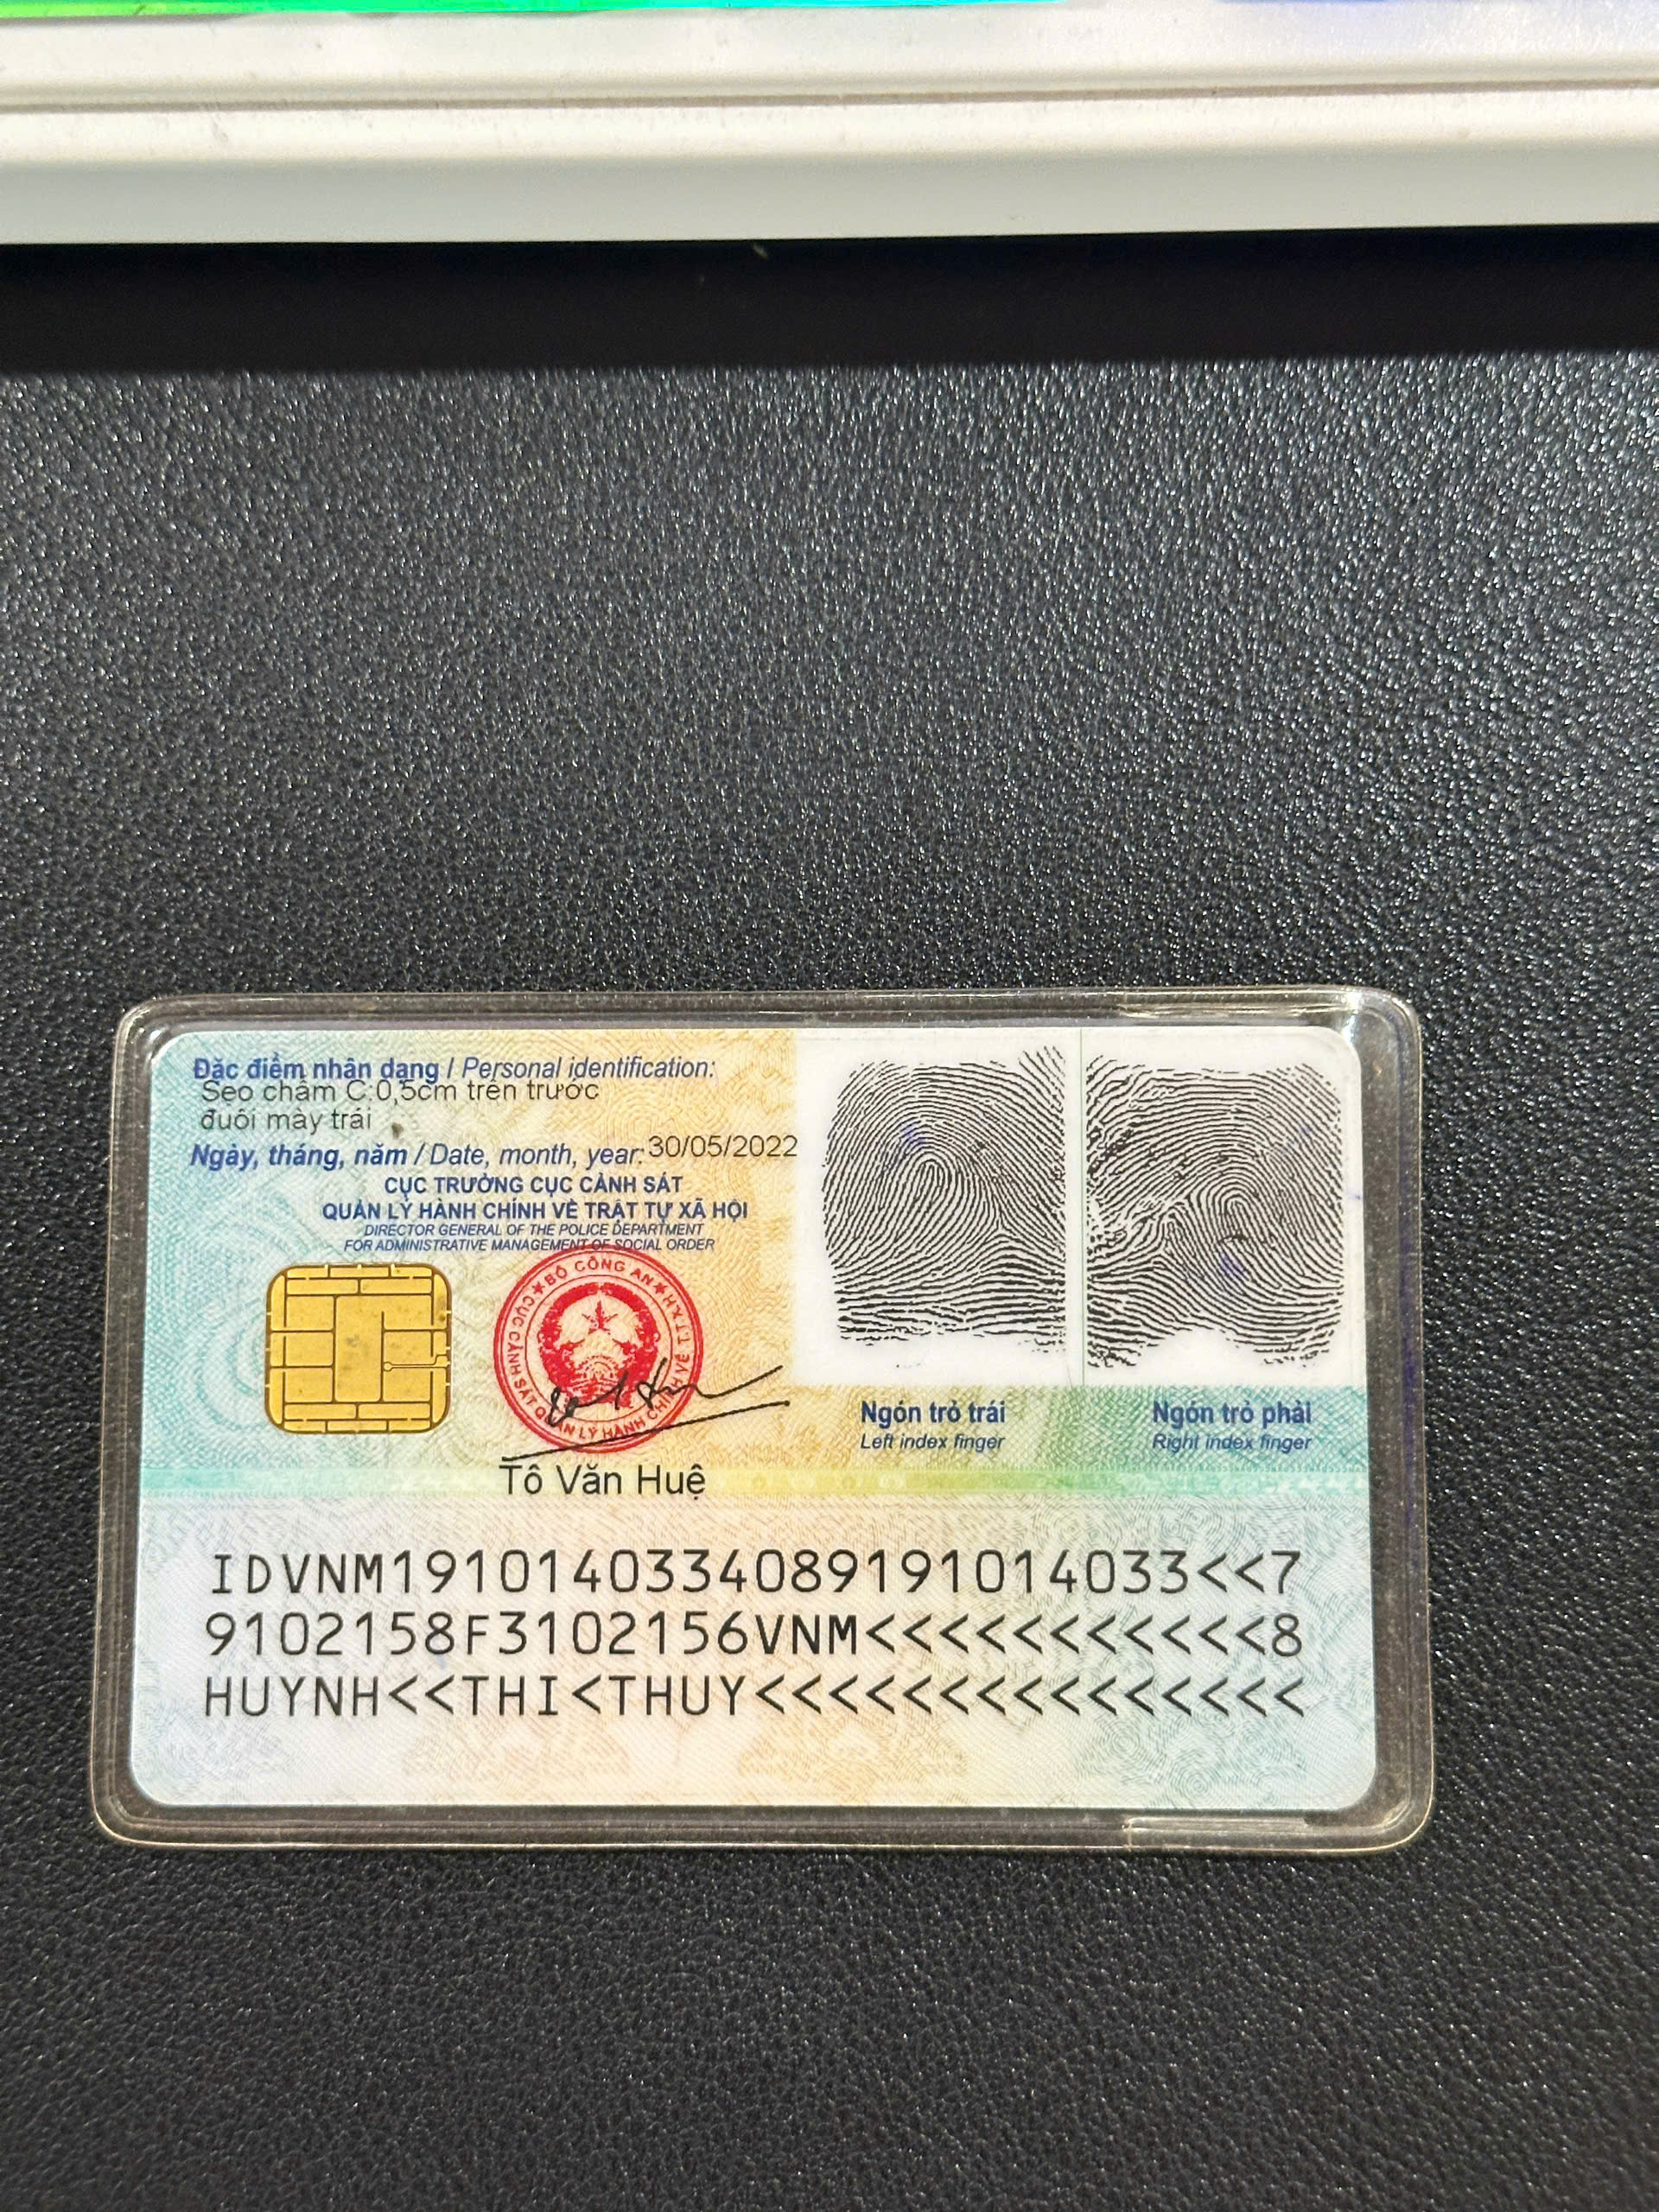 Đặc điểm nhân dạng / Personal identification:
Sẹo chấm C:0,5cm trên trước
đuôi mày trái
Ngày, tháng, năm / Date, month, year: 30/05/2022
CỤC TRƯỞNG CỤC CẢNH SÁT
QUẢN LÝ HÀNH CHÍNH VỀ TRẬT TỰ XÃ HỘI
DIRECTOR GENERAL OF THE POLICE DEPARTMENT
FOR ADMINISTRATIVE MANAGEMENT OF SOCIAL ORDER
BỘ CÔNG AN
CỤC CẢNH SÁT QUẢN LÝ HÀNH CHÍNH VỀ TTXH
Tô Văn Huệ
Ngón trỏ trái
Left index finger
Ngón trỏ phải
Right index finger
IDVNM1910140334089191014033<<7
9102158F3102156VNM<<<<<<<<<<<8
HUYNH<<THI<THUY<<<<<<<<<<<<<<<